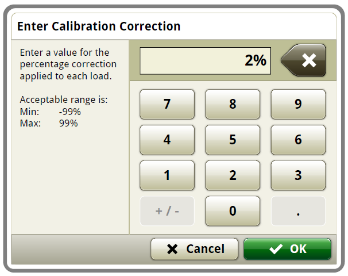 Enter Calibration Correction
Enter a value for the
percentage correction
applied to each load.
Acceptable range is:
Min: -99%
Max: 99%
2%
7 8 9
4 5 6
1 2 3
+ / - 0 .
Cancel OK